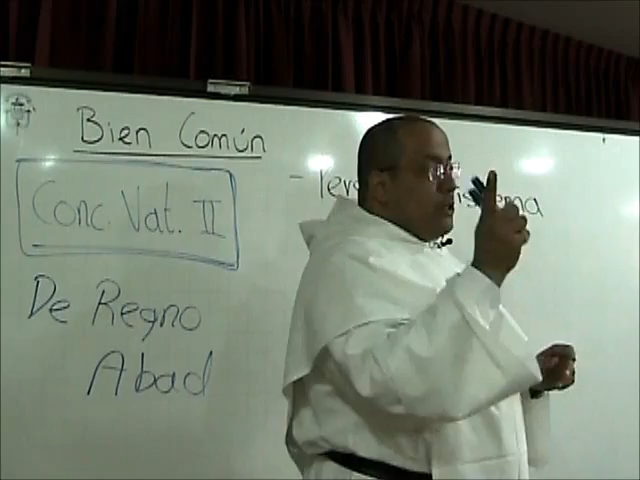 Bien Común
Conc. Vat. II
De Regno
Abad